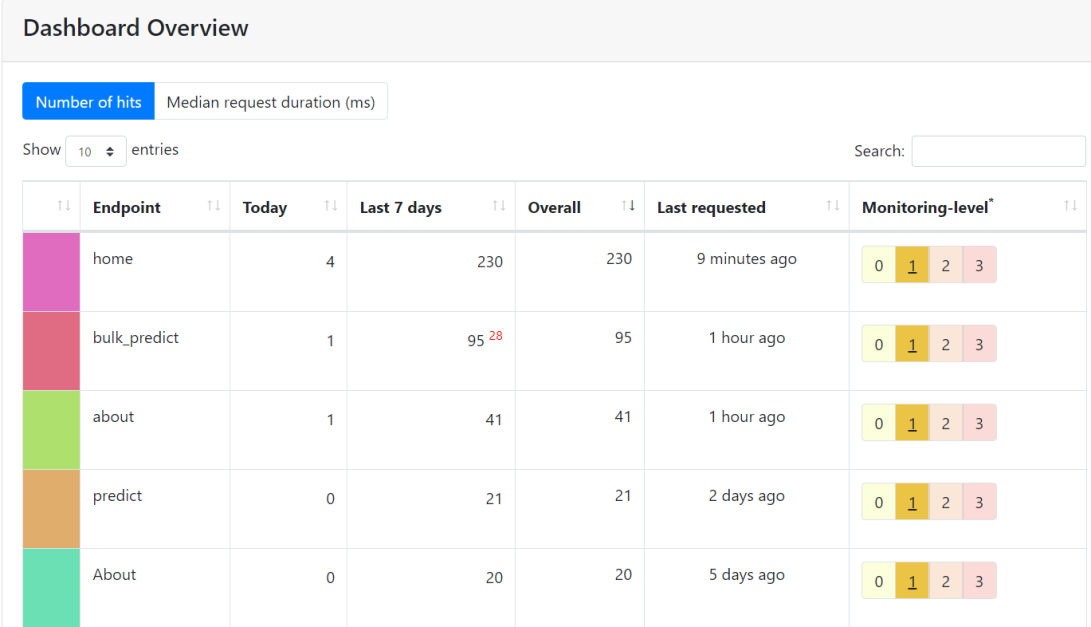 Dashboard Overview
Number of hits Median request duration (ms)
Show 10 entries Search:
Endpoint Today Last 7 days Overall Last requested Monitoring-level*
home 4 230 230 9 minutes ago 0 1 2 3
bulk_predict 1 95 28 95 1 hour ago 0 1 2 3
about 1 41 41 1 hour ago 0 1 2 3
predict 0 21 21 2 days ago 0 1 2 3
About 0 20 20 5 days ago 0 1 2 3